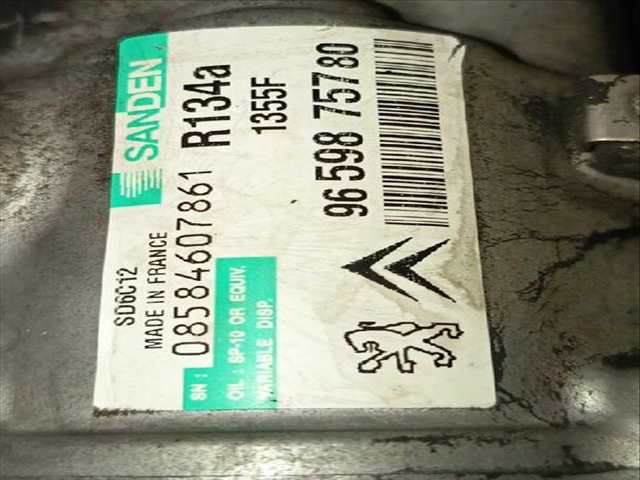 SANDEN
R134a
1355F
96 598 757 80
SD6C12
MADE IN FRANCE
SN : 08584607861
OIL : SP-10 OR EQUIV.
VARIABLE DISP.